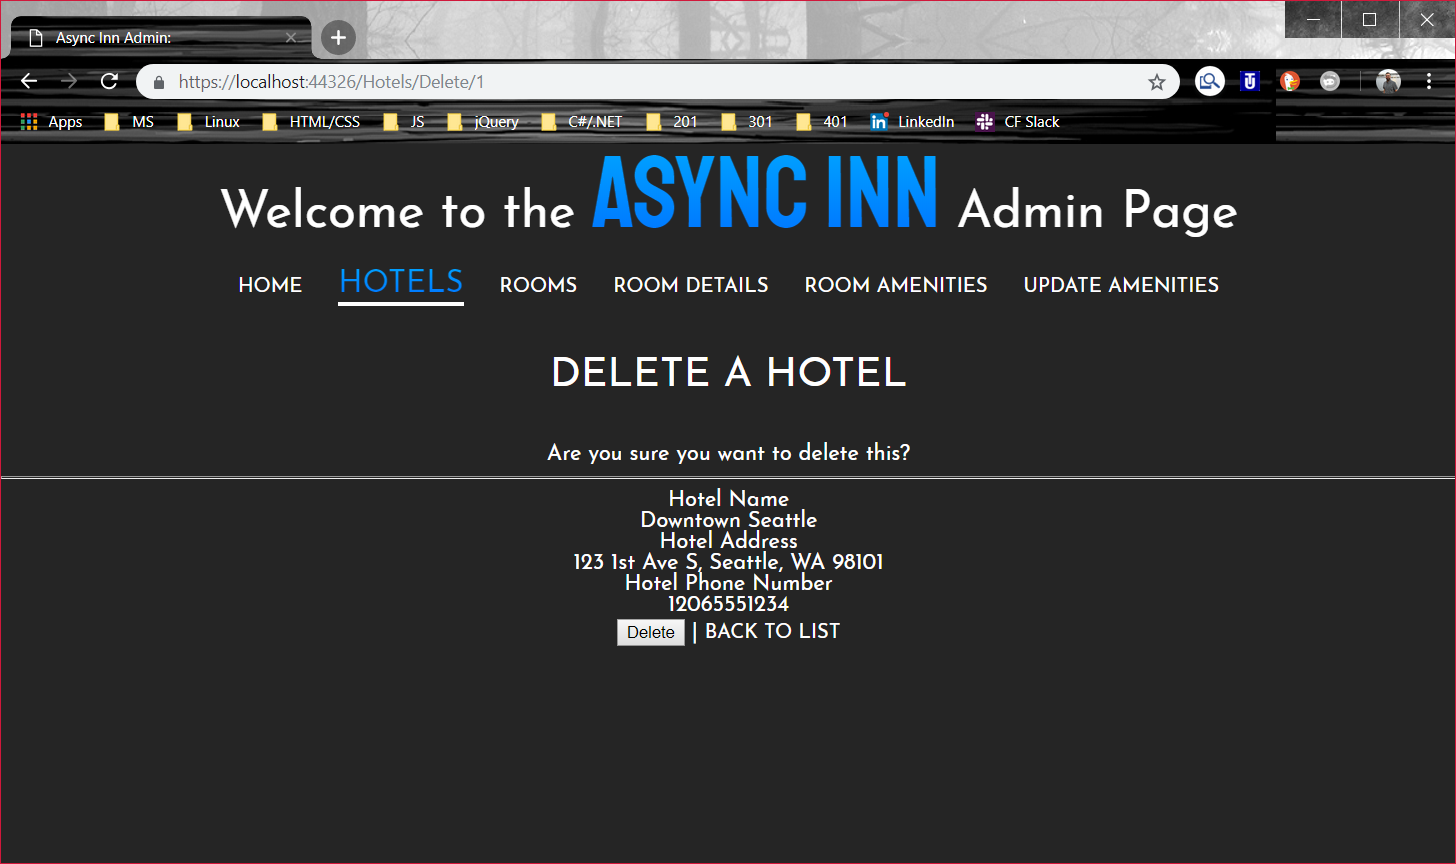 Async Inn Admin:
https://localhost:44326/Hotels/Delete/1
Apps MS Linux HTML/CSS JS jQuery C#/.NET 201 301 401 LinkedIn CF Slack
Welcome to the ASYNC INN Admin Page
HOME HOTELS ROOMS ROOM DETAILS ROOM AMENITIES UPDATE AMENITIES
DELETE A HOTEL
Are you sure you want to delete this?
Hotel Name
Downtown Seattle
Hotel Address
123 1st Ave S, Seattle, WA 98101
Hotel Phone Number
12065551234
Delete | BACK TO LIST